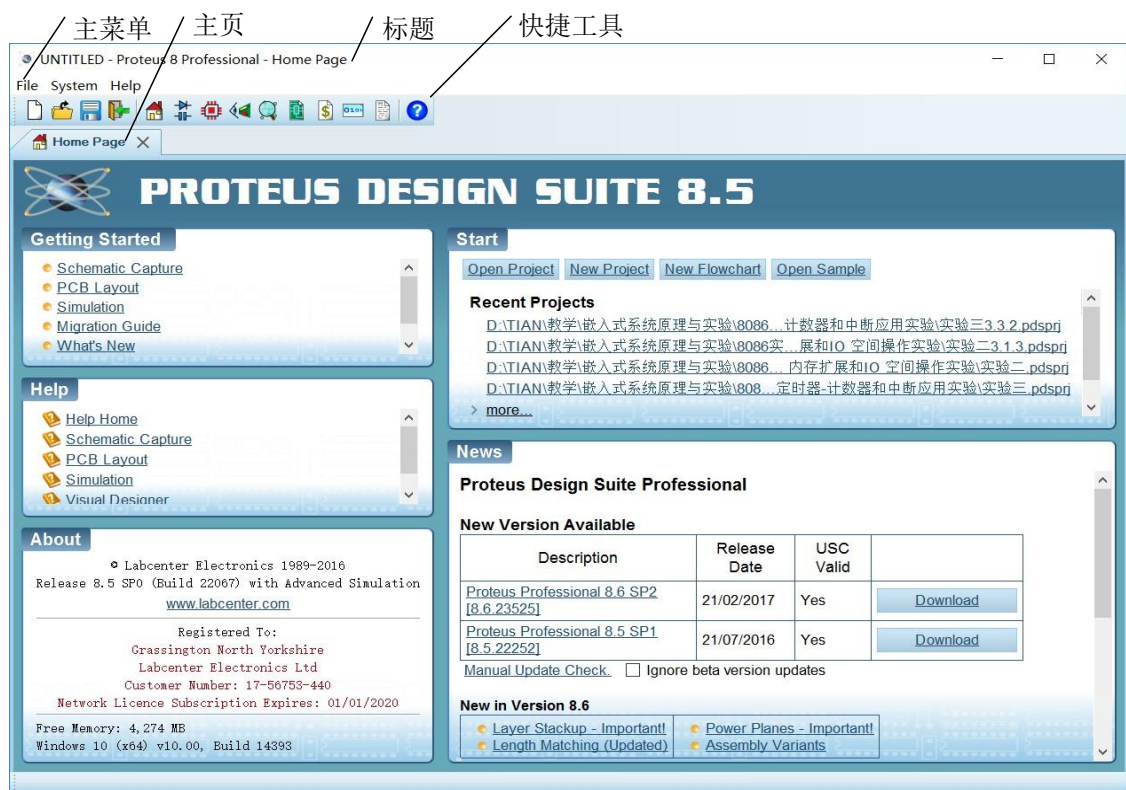 主菜单 主页 标题 快捷工具
UNTITLED - Proteus 8 Professional - Home Page
File System Help
Home Page
PROTEUS DESIGN SUITE 8.5
Getting Started
Schematic Capture
PCB Layout
Simulation
Migration Guide
What's New
Help
Help Home
Schematic Capture
PCB Layout
Simulation
Visual Designer
About
© Labcenter Electronics 1989-2016
Release 8.5 SP0 (Build 22067) with Advanced Simulation
www.labcenter.com
Registered To:
Grassington North Yorkshire
Labcenter Electronics Ltd
Customer Number: 17-56753-440
Network Licence Subscription Expires: 01/01/2020
Free Memory: 4,274 MB
Windows 10 (x64) v10.00, Build 14393
Start
Open Project New Project New Flowchart Open Sample
Recent Projects
D:\TIAN\教学\嵌入式系统原理与实验\8086...计数器和中断应用实验\实验三3.3.2.pdsprj
D:\TIAN\教学\嵌入式系统原理与实验\8086实...展和IO 空间操作实验\实验二3.1.3.pdsprj
D:\TIAN\教学\嵌入式系统原理与实验\8086... 内存扩展和IO 空间操作实验\实验二.pdsprj
D:\TIAN\教学\嵌入式系统原理与实验\808...定时器-计数器和中断应用实验\实验三.pdsprj
more...
News
Proteus Design Suite Professional
New Version Available
Description Release Date USC Valid
Proteus Professional 8.6 SP2 [8.6.23525] 21/02/2017 Yes Download
Proteus Professional 8.5 SP1 [8.5.22252] 21/07/2016 Yes Download
Manual Update Check. Ignore beta version updates
New in Version 8.6
Layer Stackup - Important! Power Planes - Important!
Length Matching (Updated) Assembly Variants